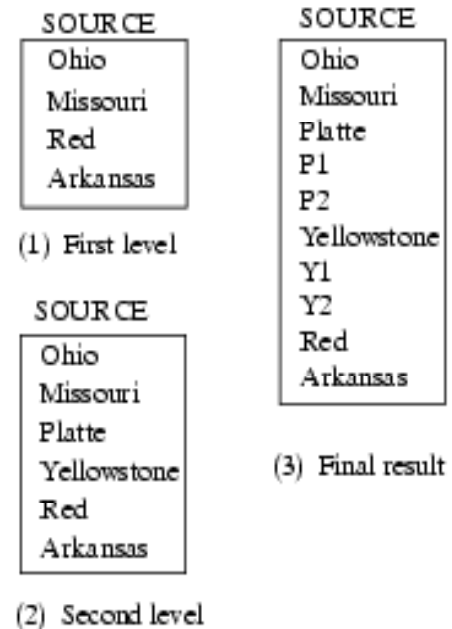 SOURCE
Ohio
Missouri
Red
Arkansas
(1) First level
SOURCE
Ohio
Missouri
Platte
Yellowstone
Red
Arkansas
(2) Second level
SOURCE
Ohio
Missouri
Platte
P1
P2
Yellowstone
Y1
Y2
Red
Arkansas
(3) Final result